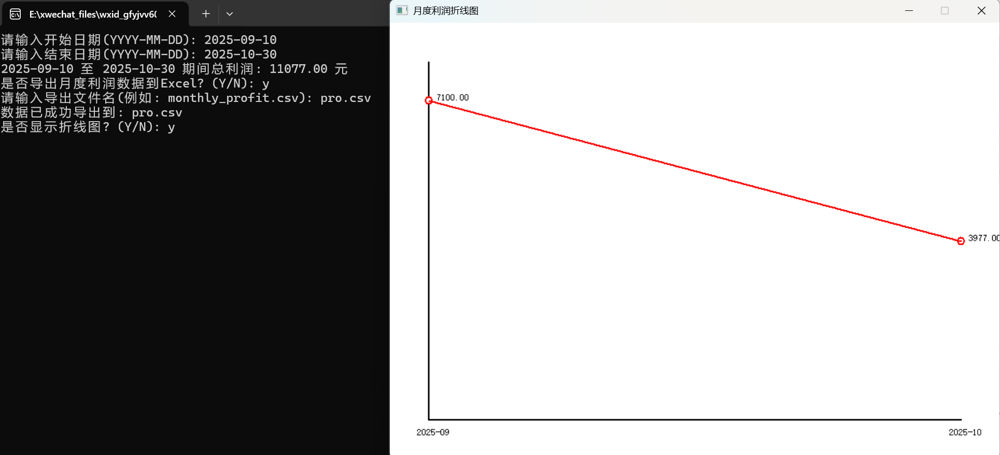 E:\xwechat_files\wxid_gfyjvv6
请输入开始日期(YYYY-MM-DD): 2025-09-10
请输入结束日期(YYYY-MM-DD): 2025-10-30
2025-09-10 至 2025-10-30 期间总利润: 11077.00 元
是否导出月度利润数据到Excel? (Y/N): y
请输入导出文件名(例如: monthly_profit.csv): pro.csv
数据已成功导出到: pro.csv
是否显示折线图? (Y/N): y
月度利润折线图
7100.00
3977.00
2025-09
2025-10